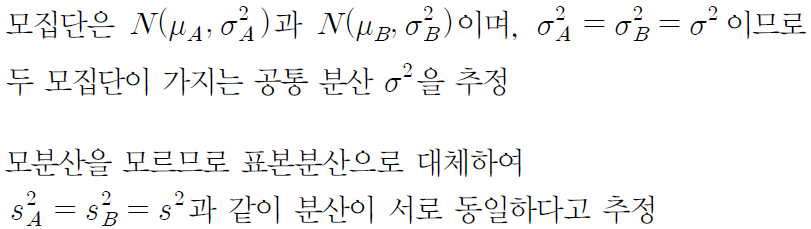 모집단은 N(μ_A, σ_A^2)과 N(μ_B, σ_B^2)이며, σ_A^2 = σ_B^2 = σ^2 이므로
두 모집단이 가지는 공통 분산 σ^2을 추정
모분산을 모르므로 표본분산으로 대체하여
s_A^2 = s_B^2 = s^2과 같이 분산이 서로 동일하다고 추정